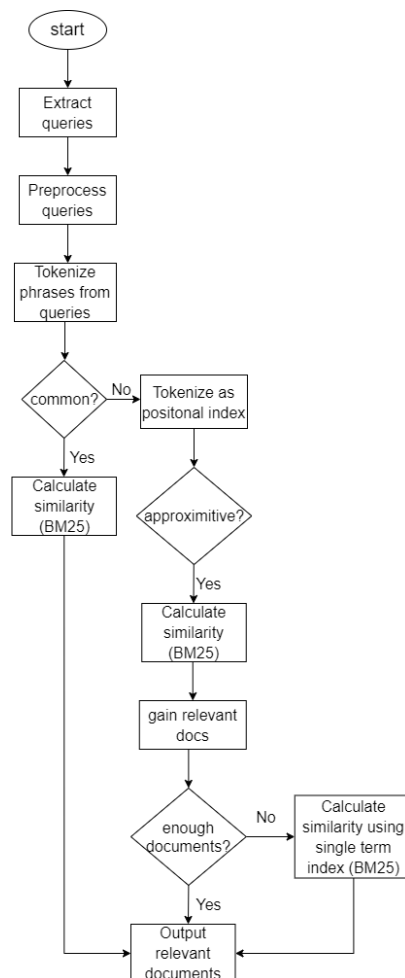 start
Extract
queries
Preprocess
queries
Tokenize
phrases from
queries
common?
No
Tokenize as
positonal index
Yes
Calculate
similarity
(BM25)
approximitive?
Yes
Calculate
similarity
(BM25)
gain relevant
docs
enough
documents?
No
Calculate
similarity using
single term
index (BM25)
Yes
Output
relevant
documents